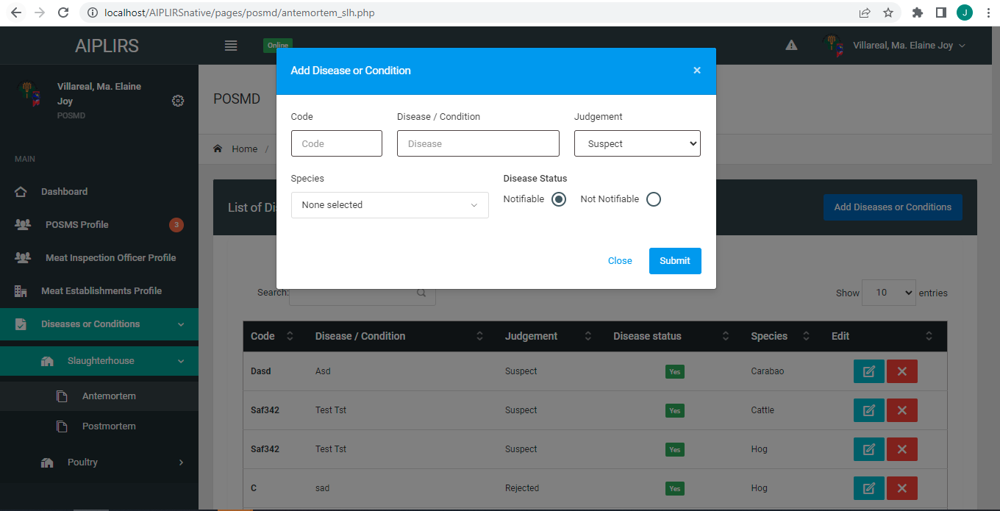 localhost/AIPLIRSnative/pages/posmd/antemortem_slh.php
J
AIPLIRS
Online
Villareal, Ma. Elaine Joy
Villareal, Ma. Elaine
Joy
POSMD
MAIN
Dashboard
POSMS Profile 3
Meat Inspection Officer Profile
Meat Establishments Profile
Diseases or Conditions
Slaughterhouse
Antemortem
Postmortem
Poultry
POSMD
Home /
List of Di
Add Diseases or Conditions
Add Disease or Condition ×
Code Disease / Condition Judgement
Code Disease Suspect
Species Disease Status
None selected Notifiable Not Notifiable
Close Submit
Search: Show 10 entries
Code Disease / Condition Judgement Disease status Species Edit
Dasd Asd Suspect Yes Carabao
Saf342 Test Tst Suspect Yes Cattle
Saf342 Test Tst Suspect Yes Hog
C sad Rejected Yes Hog